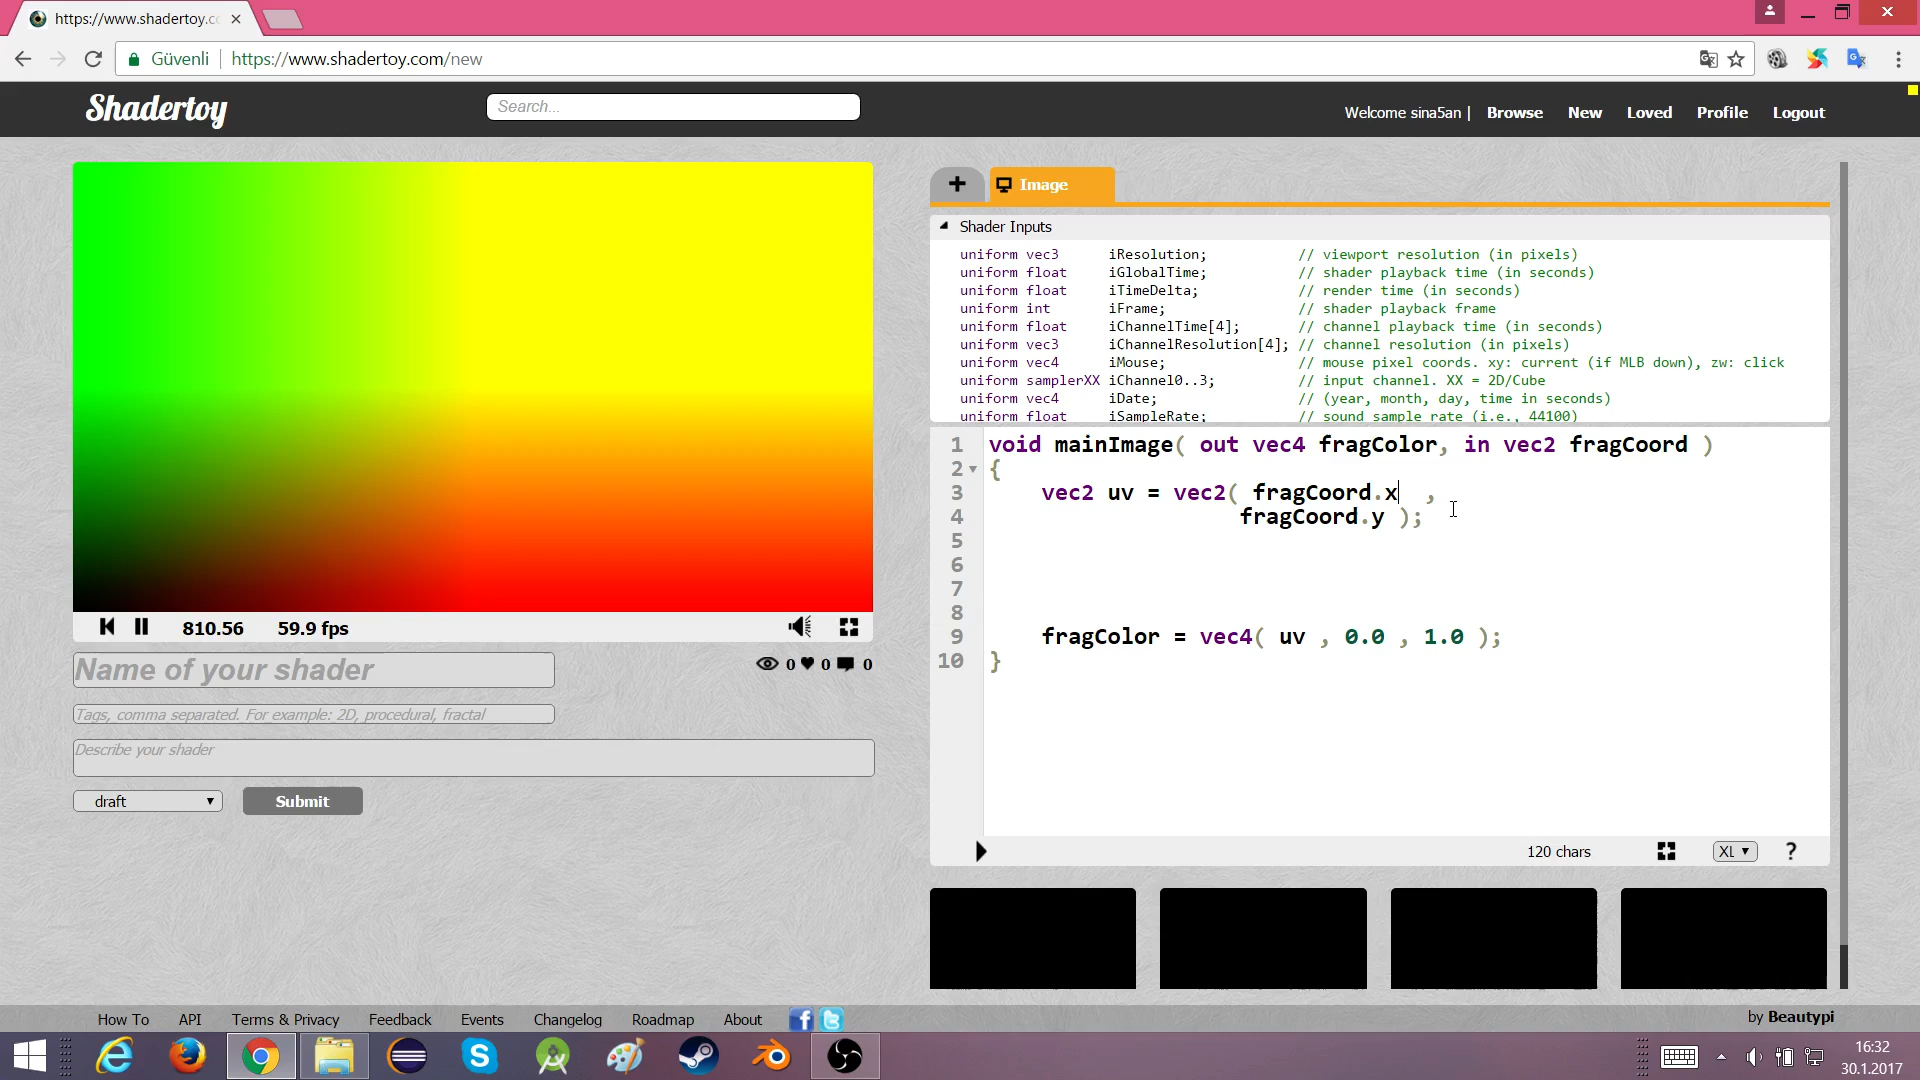 https://www.shadertoy.co
Güvenli https://www.shadertoy.com/new
Shadertoy
Search...
Welcome sina5an | Browse New Loved Profile Logout
Image
Shader Inputs
uniform vec3 iResolution; // viewport resolution (in pixels)
uniform float iGlobalTime; // shader playback time (in seconds)
uniform float iTimeDelta; // render time (in seconds)
uniform int iFrame; // shader playback frame
uniform float iChannelTime[4]; // channel playback time (in seconds)
uniform vec3 iChannelResolution[4]; // channel resolution (in pixels)
uniform vec4 iMouse; // mouse pixel coords. xy: current (if MLB down), zw: click
uniform samplerXX iChannel0..3; // input channel. XX = 2D/Cube
uniform vec4 iDate; // (year, month, day, time in seconds)
uniform float iSampleRate; // sound sample rate (i.e., 44100)
1 void mainImage( out vec4 fragColor, in vec2 fragCoord )
2 {
3 vec2 uv = vec2( fragCoord.x ,
4 fragCoord.y );
5
6
7
8
9 fragColor = vec4( uv , 0.0 , 1.0 );
10 }
120 chars XL ?
810.56 59.9 fps
0 0 0
Name of your shader
Tags, comma separated. For example: 2D, procedural, fractal
Describe your shader
draft Submit
How To API Terms & Privacy Feedback Events Changelog Roadmap About
by Beautypi
16:32
30.1.2017